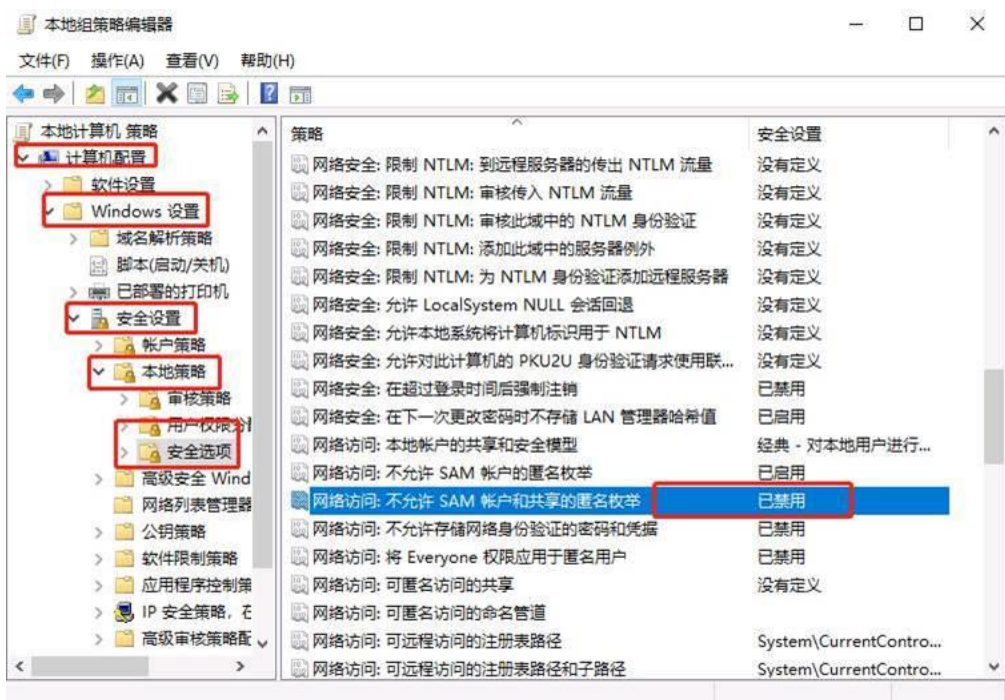 本地组策略编辑器
文件(F) 操作(A) 查看(V) 帮助(H)
本地计算机 策略
计算机配置
软件设置
Windows 设置
域名解析策略
脚本(启动/关机)
已部署的打印机
安全设置
帐户策略
本地策略
审核策略
用户权限分
安全选项
高级安全 Wind
网络列表管理器
公钥策略
软件限制策略
应用程序控制策
IP 安全策略，在
高级审核策略配
策略 安全设置
网络安全: 限制 NTLM: 到远程服务器的传出 NTLM 流量 没有定义
网络安全: 限制 NTLM: 审核传入 NTLM 流量 没有定义
网络安全: 限制 NTLM: 审核此域中的 NTLM 身份验证 没有定义
网络安全: 限制 NTLM: 添加此域中的服务器例外 没有定义
网络安全: 限制 NTLM: 为 NTLM 身份验证添加远程服务器 没有定义
网络安全: 允许 LocalSystem NULL 会话回退 没有定义
网络安全: 允许本地系统将计算机标识用于 NTLM 没有定义
网络安全: 允许对此计算机的 PKU2U 身份验证请求使用联... 没有定义
网络安全: 在超过登录时间后强制注销 已禁用
网络安全: 在下一次更改密码时不存储 LAN 管理器哈希值 已启用
网络访问: 本地帐户的共享和安全模型 经典 - 对本地用户进行...
网络访问: 不允许 SAM 帐户的匿名枚举 已启用
网络访问: 不允许 SAM 帐户和共享的匿名枚举 已禁用
网络访问: 不允许存储网络身份验证的密码和凭据 已禁用
网络访问: 将 Everyone 权限应用于匿名用户 已禁用
网络访问: 可匿名访问的共享 没有定义
网络访问: 可匿名访问的命名管道
网络访问: 可远程访问的注册表路径 System\CurrentContro...
网络访问: 可远程访问的注册表路径和子路径 System\CurrentContro...